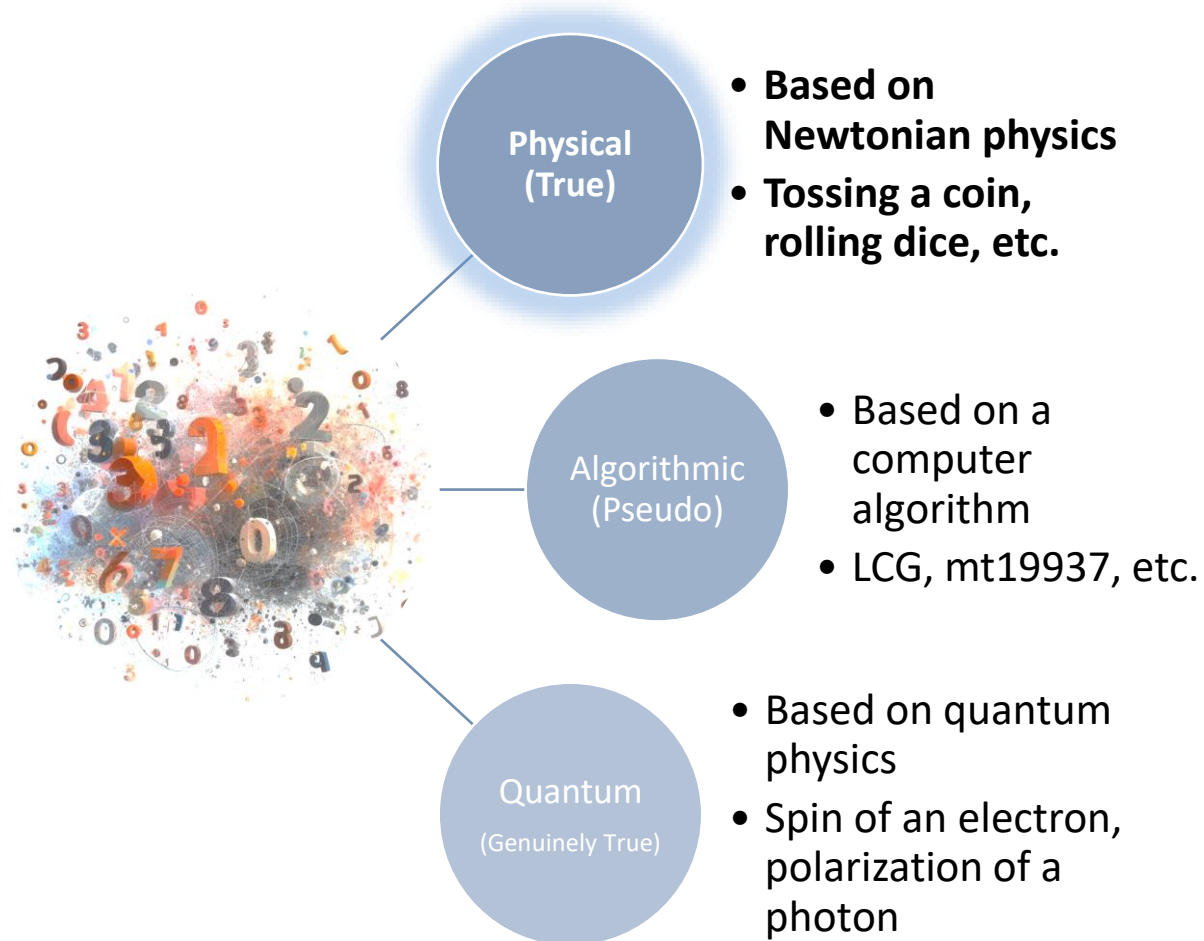 Physical
(True)
• Based on
Newtonian physics
• Tossing a coin,
rolling dice, etc.
Algorithmic
(Pseudo)
• Based on a
computer
algorithm
• LCG, mt19937, etc.
Quantum
(Genuinely True)
• Based on quantum
physics
• Spin of an electron,
polarization of a
photon